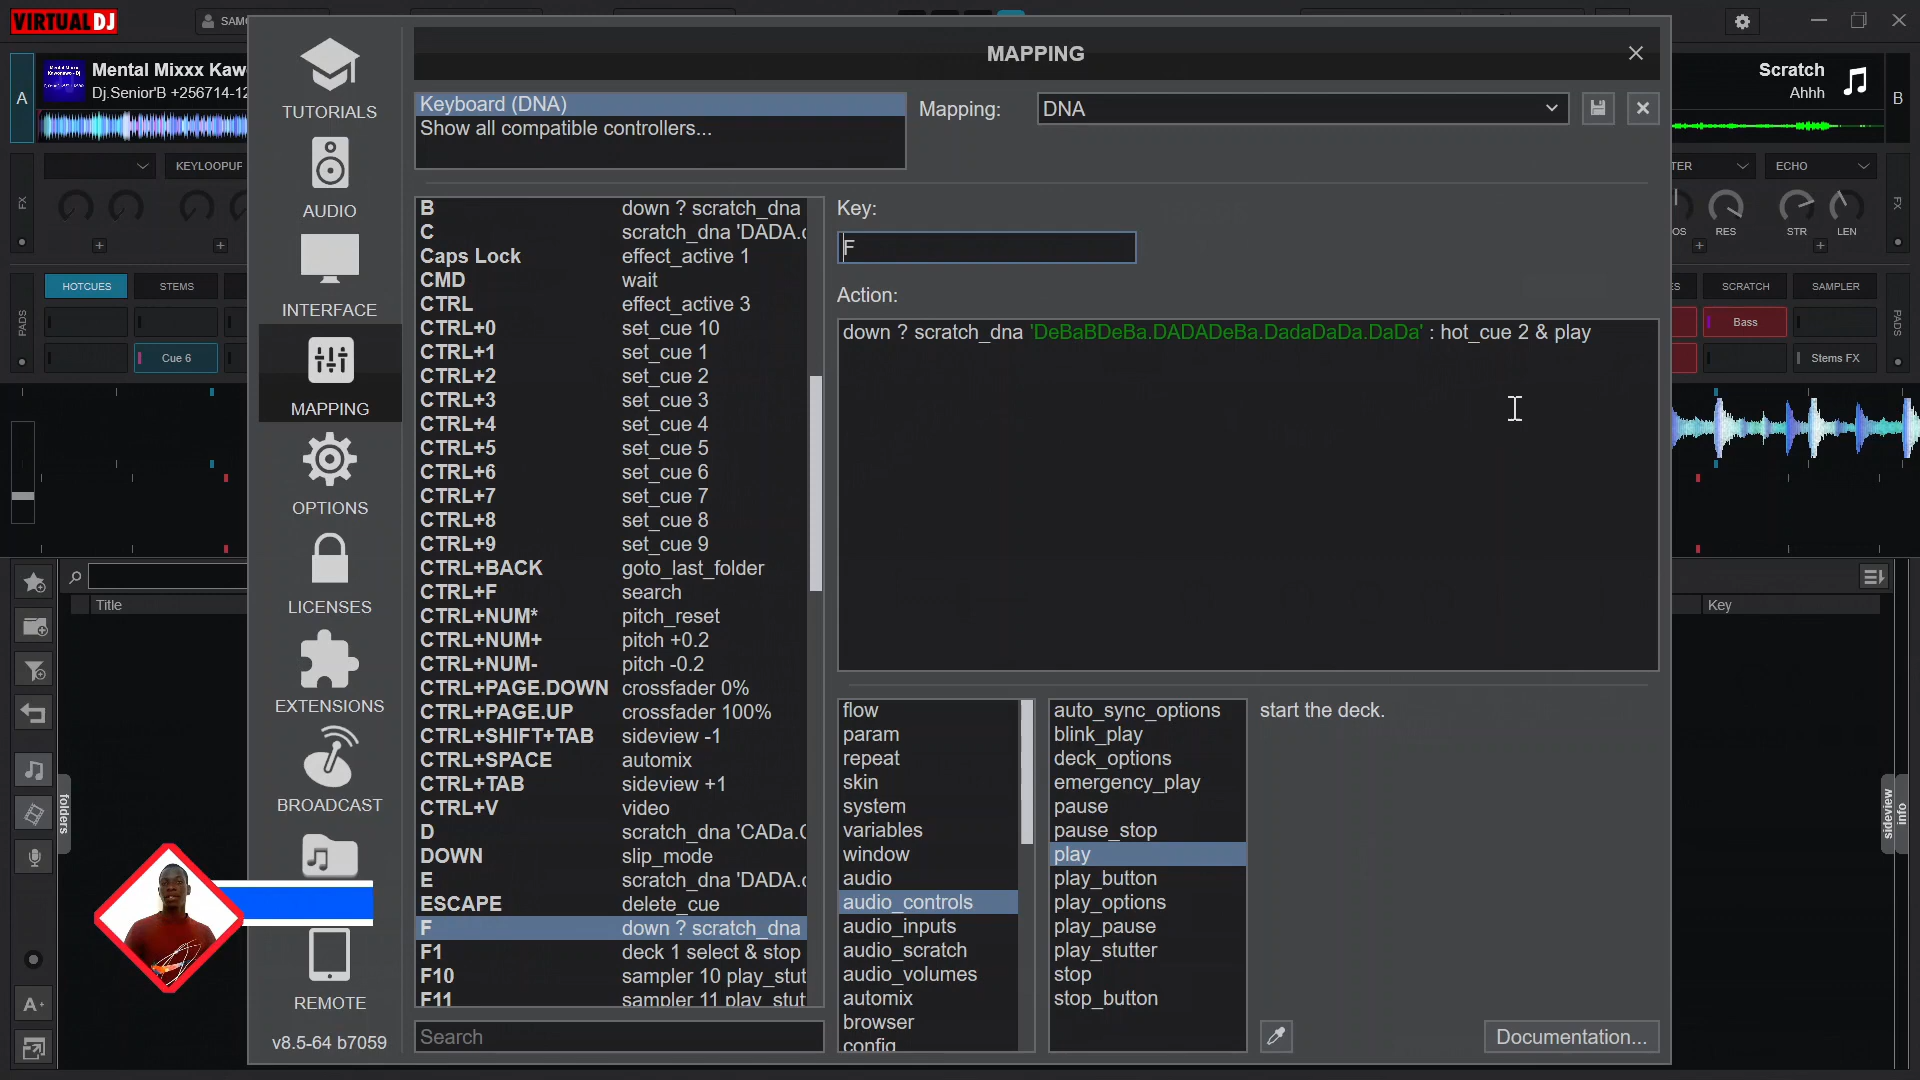 VIRTUALDJ
SAM
A
Mental Mixxx Kaw
Dj.Senior'B +256714-12
FX
KEYLOOPUF
PADS
HOTCUES
STEMS
Cue 6
Title
folders
TUTORIALS
AUDIO
INTERFACE
MAPPING
OPTIONS
LICENSES
EXTENSIONS
BROADCAST
REMOTE
v8.5-64 b7059
MAPPING
Keyboard (DNA)
Show all compatible controllers...
Mapping:
DNA
B down ? scratch_dna
C scratch_dna 'DADA.
Caps Lock effect_active 1
CMD wait
CTRL effect_active 3
CTRL+0 set_cue 10
CTRL+1 set_cue 1
CTRL+2 set_cue 2
CTRL+3 set_cue 3
CTRL+4 set_cue 4
CTRL+5 set_cue 5
CTRL+6 set_cue 6
CTRL+7 set_cue 7
CTRL+8 set_cue 8
CTRL+9 set_cue 9
CTRL+BACK goto_last_folder
CTRL+F search
CTRL+NUM* pitch_reset
CTRL+NUM+ pitch +0.2
CTRL+NUM- pitch -0.2
CTRL+PAGE.DOWN crossfader 0%
CTRL+PAGE.UP crossfader 100%
CTRL+SHIFT+TAB sideview -1
CTRL+SPACE automix
CTRL+TAB sideview +1
CTRL+V video
D scratch_dna 'CADa.
DOWN slip_mode
E scratch_dna 'DADA.
ESCAPE delete_cue
F down ? scratch_dna
F1 deck 1 select & stop
F10 sampler 10 play_stut
F11 sampler 11 play_stut
Search
Key:
F
Action:
down ? scratch_dna 'DeBaBDeBa.DADADeBa.DadaDaDa.DaDa' : hot_cue 2 & play
flow
param
repeat
skin
system
variables
window
audio
audio_controls
audio_inputs
audio_scratch
audio_volumes
automix
browser
config
auto_sync_options
blink_play
deck_options
emergency_play
pause
pause_stop
play
play_button
play_options
play_pause
play_stutter
stop
stop_button
start the deck.
Documentation...
Scratch
Ahhh
B
TER
ECHO
FX
OS
RES
STR
LEN
ES
SCRATCH
SAMPLER
Bass
Stems FX
PADS
Key
sideview
info